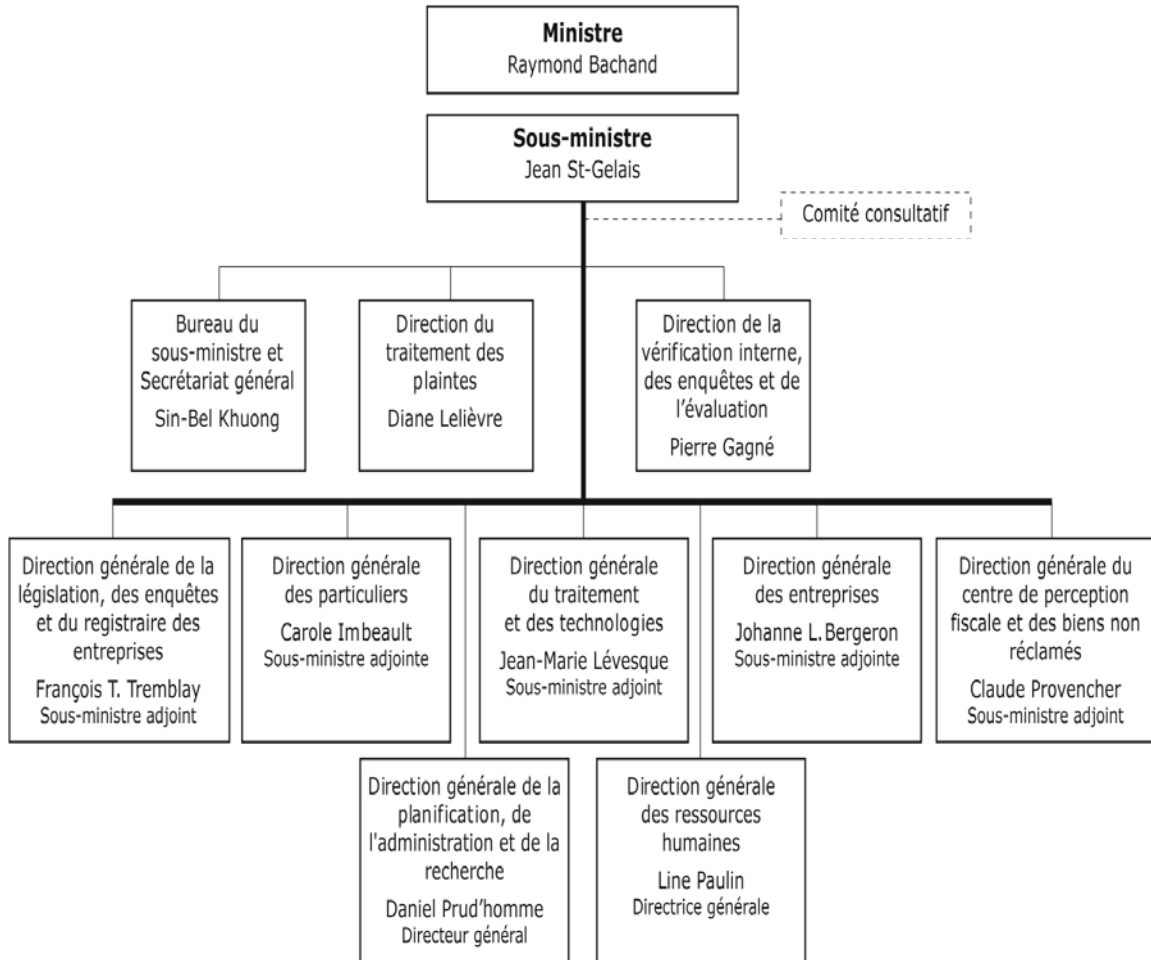 Ministre
Raymond Bachand
Sous-ministre
Jean St-Gelais
Comité consultatif
Bureau du
sous-ministre et
Secrétariat général
Sin-Bel Khuong
Direction du
traitement des
plaintes
Diane Lelièvre
Direction de la
vérification interne,
des enquêtes et de
l'évaluation
Pierre Gagné
Direction générale de la
législation, des enquêtes
et du registraire des
entreprises
François T. Tremblay
Sous-ministre adjoint
Direction générale
des particuliers
Carole Imbeault
Sous-ministre adjointe
Direction générale
du traitement
et des technologies
Jean-Marie Lévesque
Sous-ministre adjoint
Direction générale
des entreprises
Johanne L. Bergeron
Sous-ministre adjointe
Direction générale du
centre de perception
fiscale et des biens non
réclamés
Claude Provencher
Sous-ministre adjoint
Direction générale de la
planification, de
l'administration et de la
recherche
Daniel Prud'homme
Directeur général
Direction générale
des ressources
humaines
Line Paulin
Directrice générale